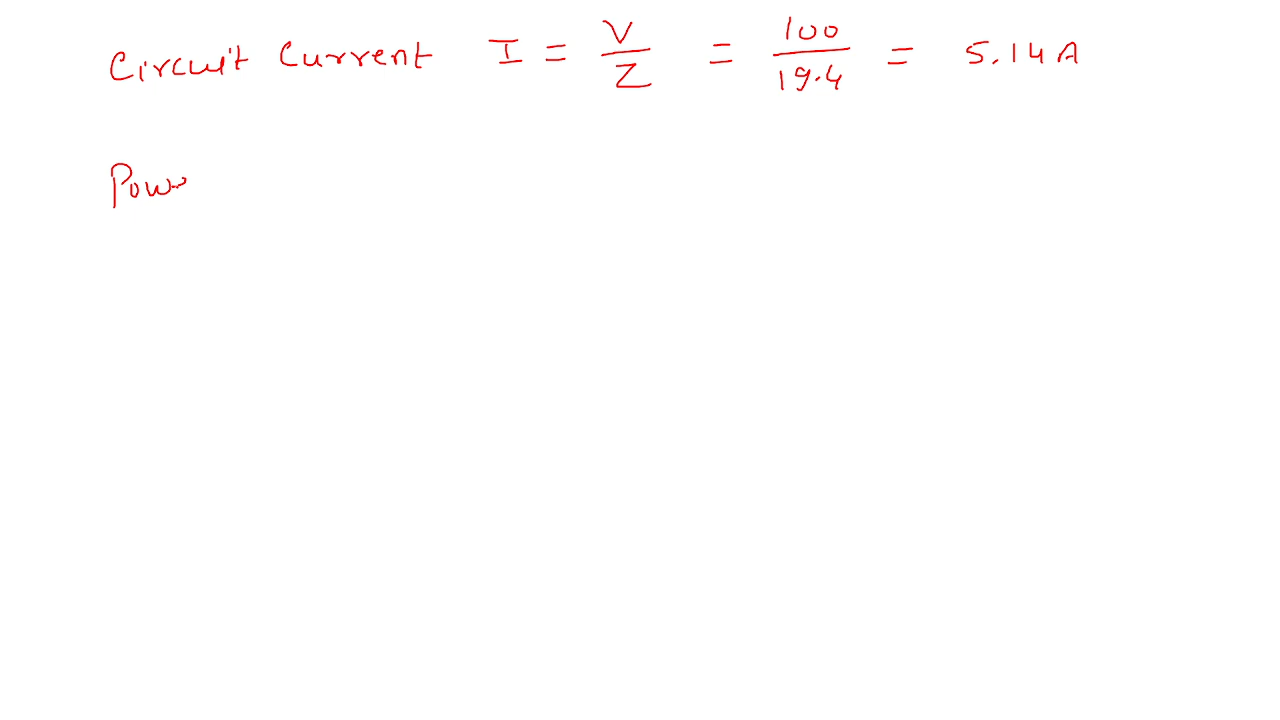 Circuit Current I = V/Z = 100/19.4 = 5.14A
Pow